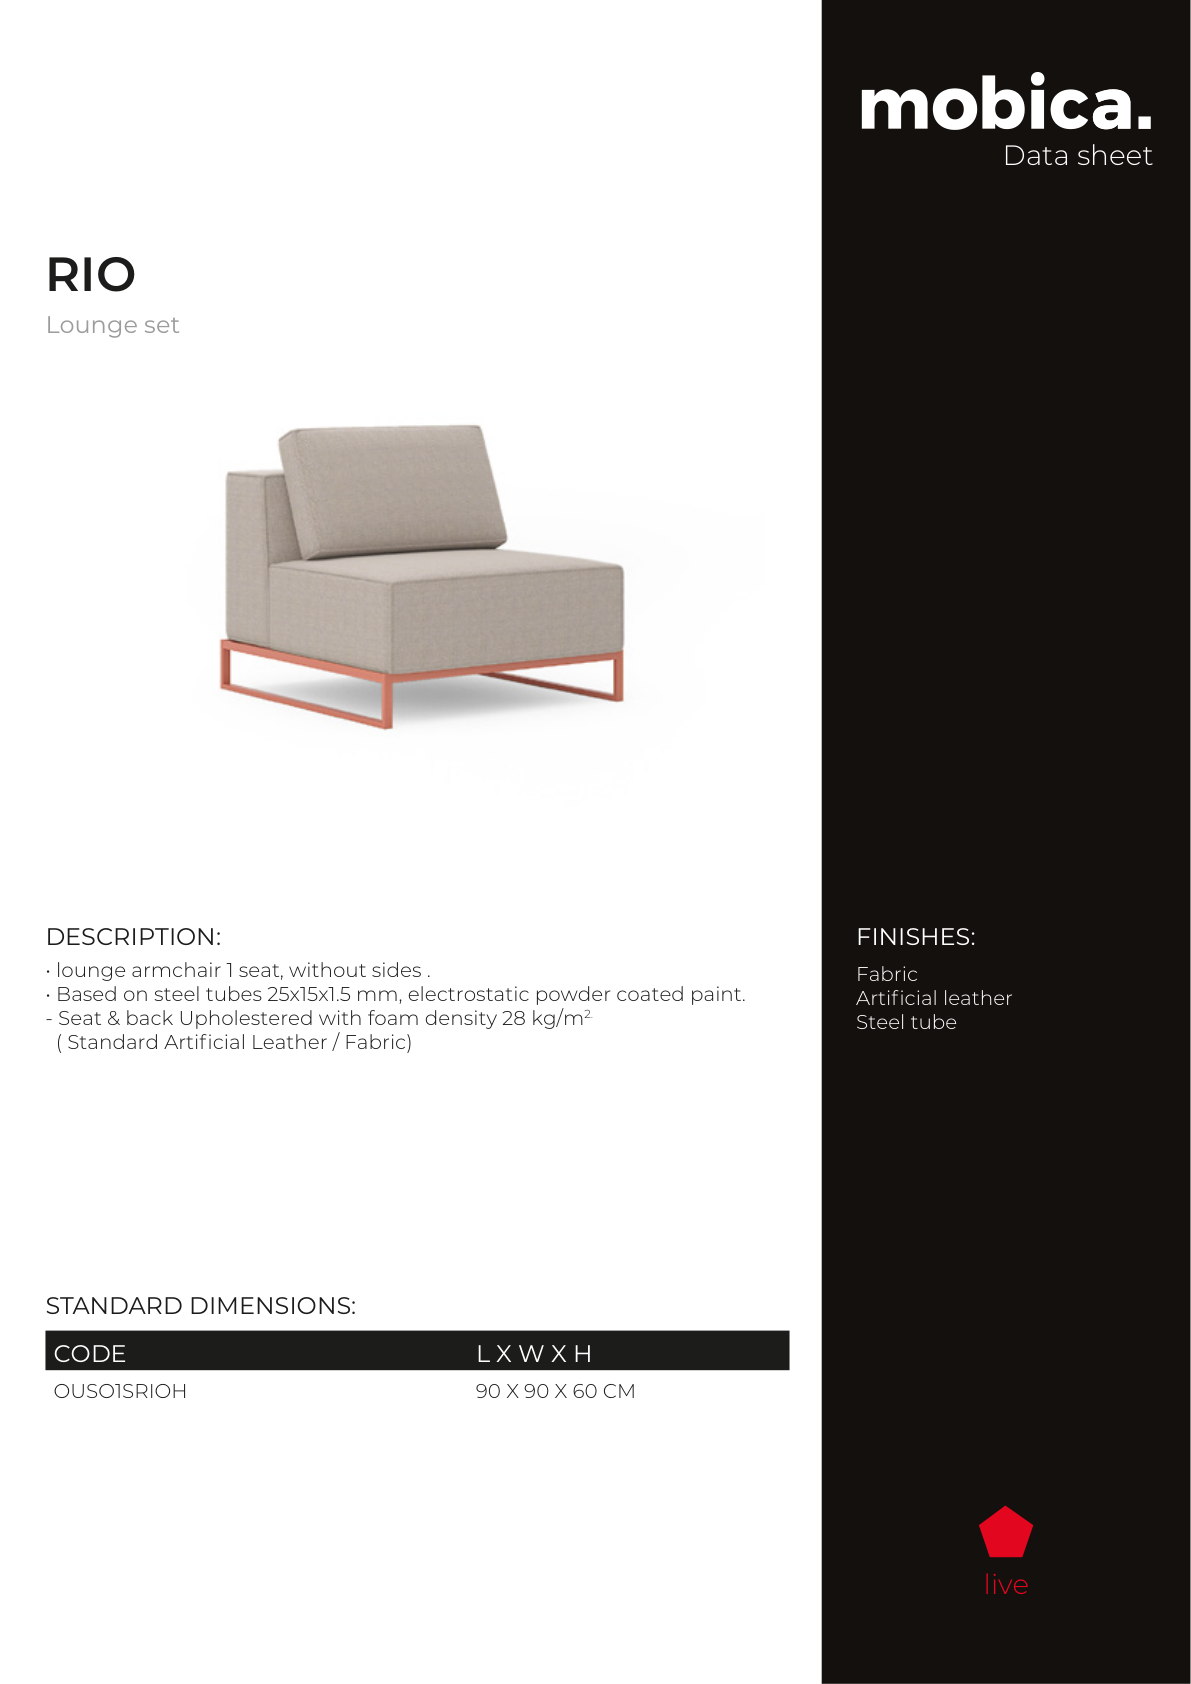 mobica.
Data sheet
RIO
Lounge set
DESCRIPTION:
• lounge armchair 1 seat, without sides .
• Based on steel tubes 25x15x1.5 mm, electrostatic powder coated paint.
- Seat & back Upholestered with foam density 28 kg/m².
( Standard Artificial Leather / Fabric)
FINISHES:
Fabric
Artificial leather
Steel tube
STANDARD DIMENSIONS:
CODE L X W X H
OUSO1SRIOH 90 X 90 X 60 CM
live